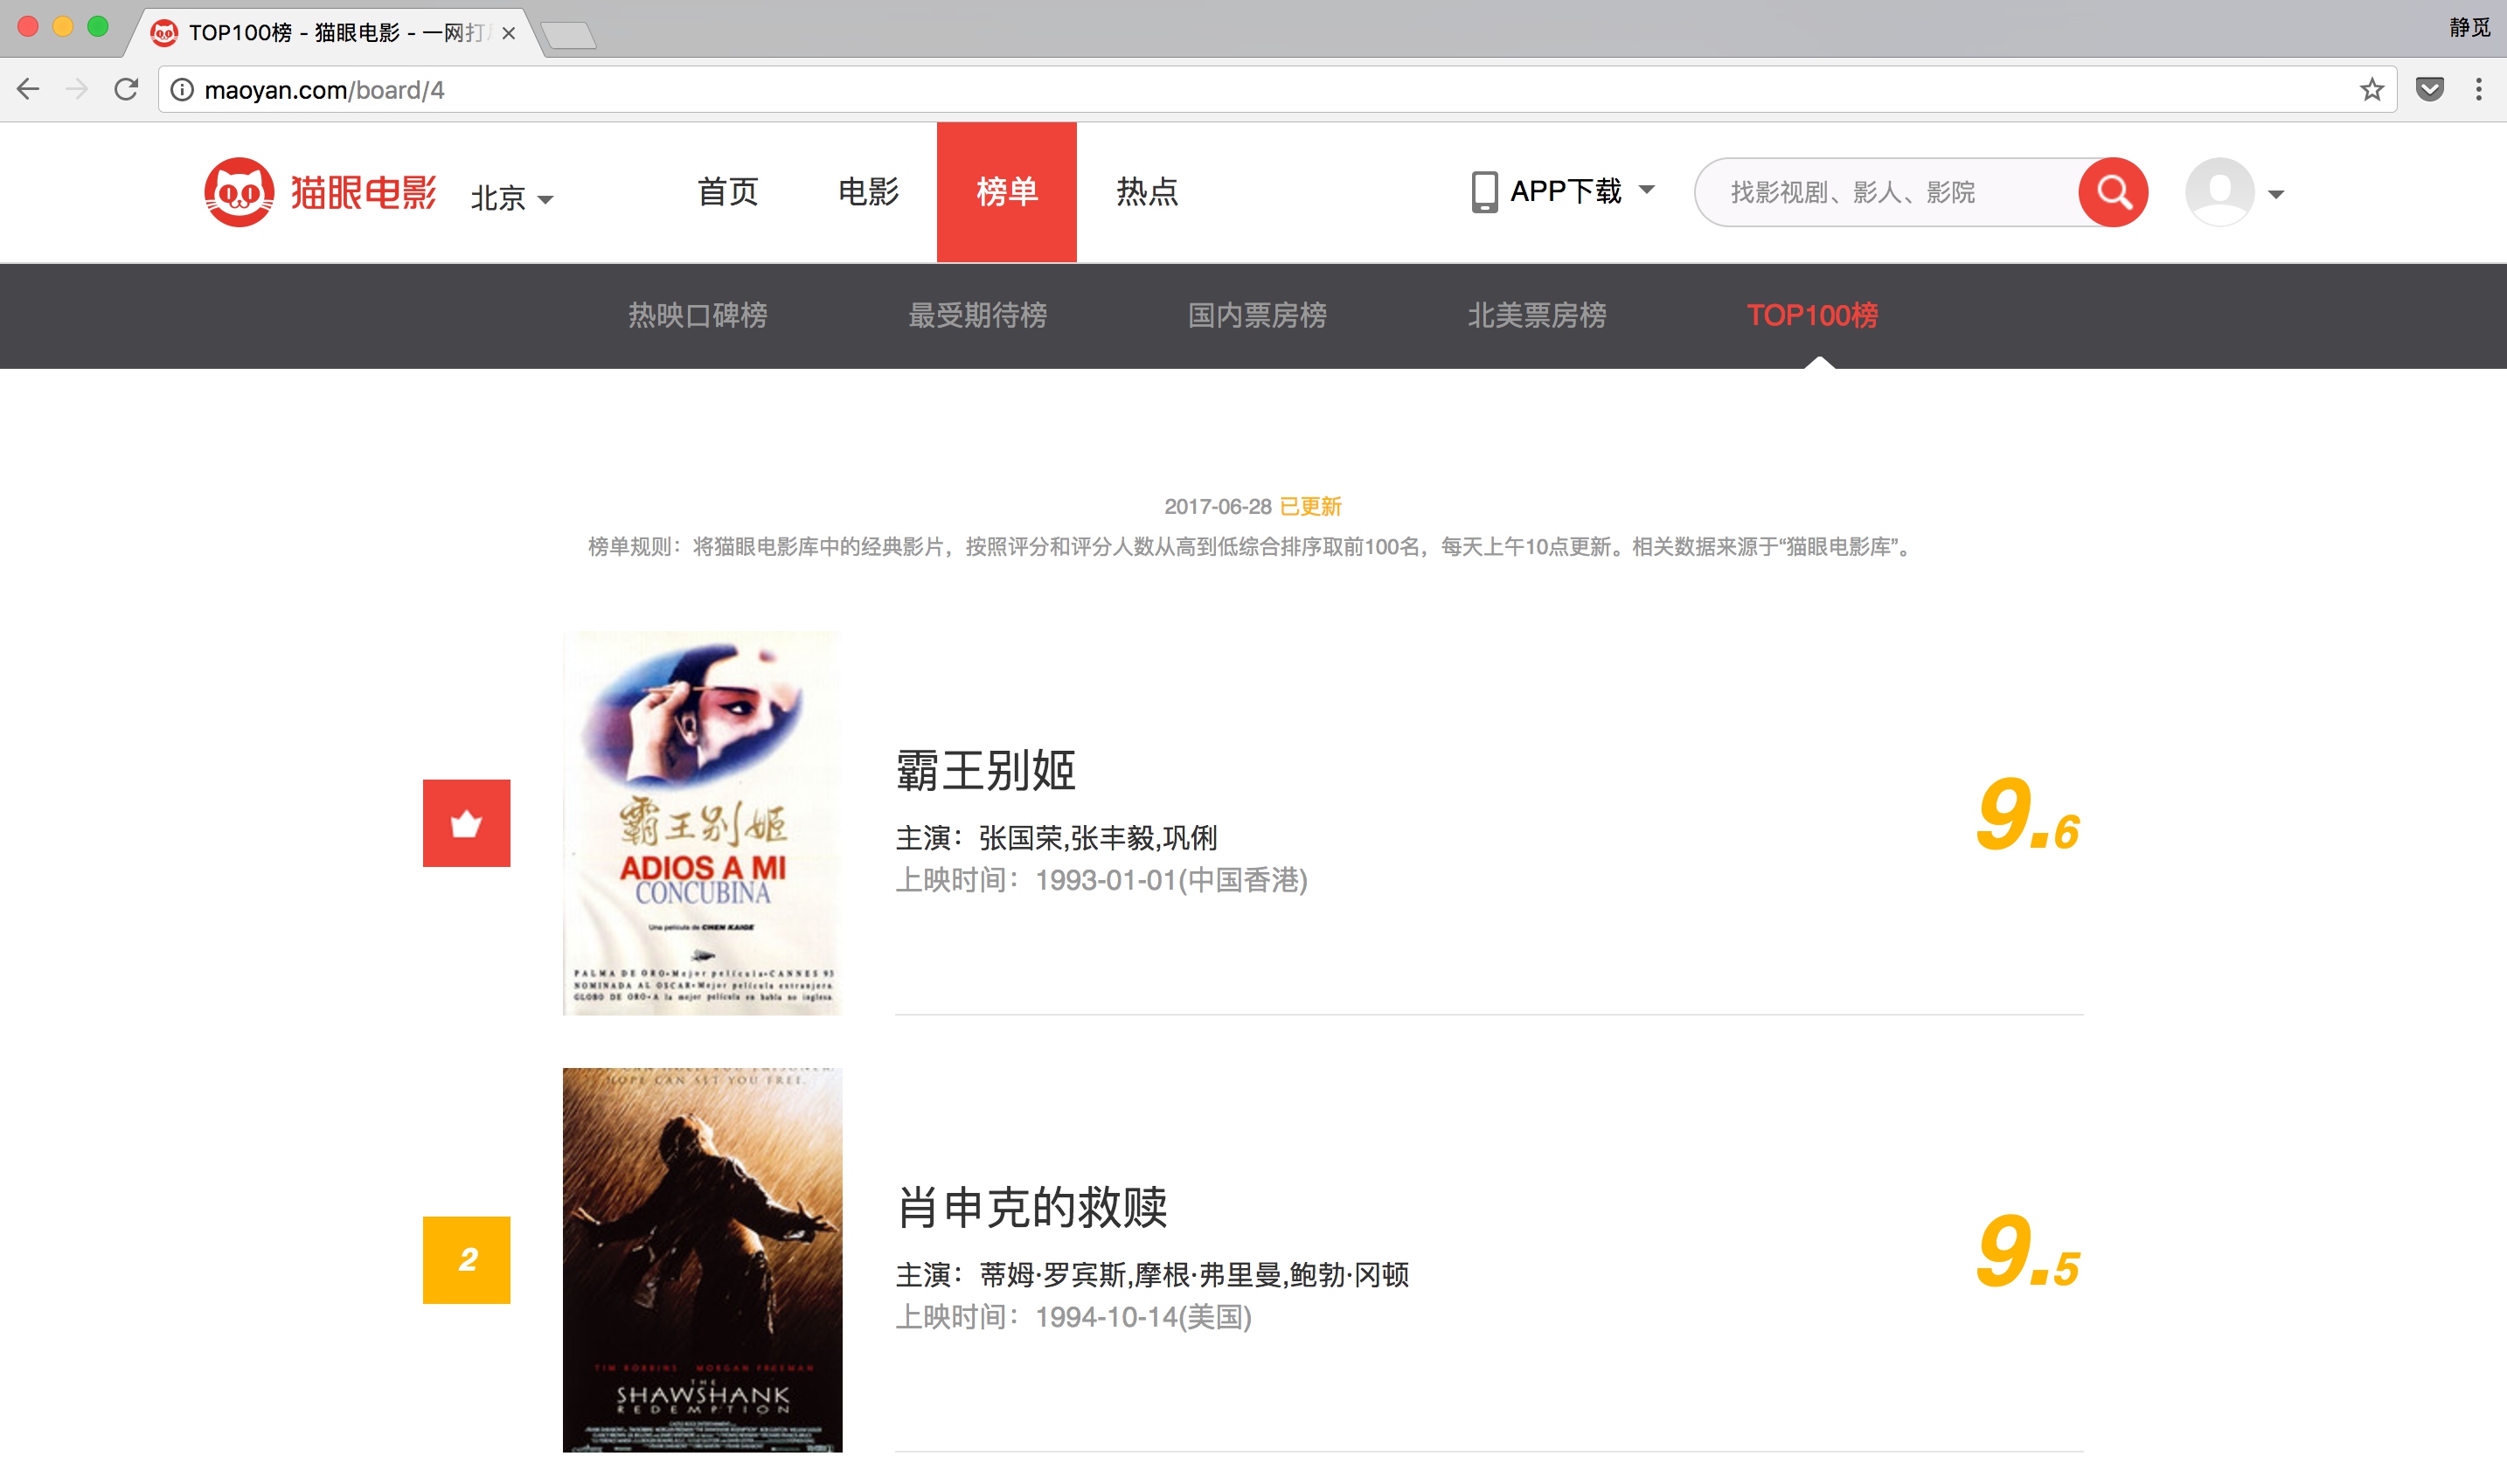 TOP100榜 - 猫眼电影 - 一网打
静觅
maoyan.com/board/4
猫眼电影 北京 首页 电影 榜单 热点 APP下载 找影视剧、影人、影院
热映口碑榜 最受期待榜 国内票房榜 北美票房榜 TOP100榜
2017-06-28 已更新
榜单规则：将猫眼电影库中的经典影片，按照评分和评分人数从高到低综合排序取前100名，每天上午10点更新。相关数据来源于“猫眼电影库”。
霸王别姬
ADIOS A MI
CONCUBINA
Una película de CHEN KAIGE
PALMA DE ORO•Mejor película•CANNES 93
NOMINADA AL OSCAR•Mejor película extranjera.
GLOBO DE ORO•A la mejor película en habla no inglesa.
霸王别姬
主演：张国荣,张丰毅,巩俐
上映时间：1993-01-01(中国香港)
9.6
2
HOPE CAN SET YOU FREE.
TIM ROBBINS MORGAN FREEMAN
THE
SHAWSHANK
REDEMPTION
肖申克的救赎
主演：蒂姆·罗宾斯,摩根·弗里曼,鲍勃·冈顿
上映时间：1994-10-14(美国)
9.5